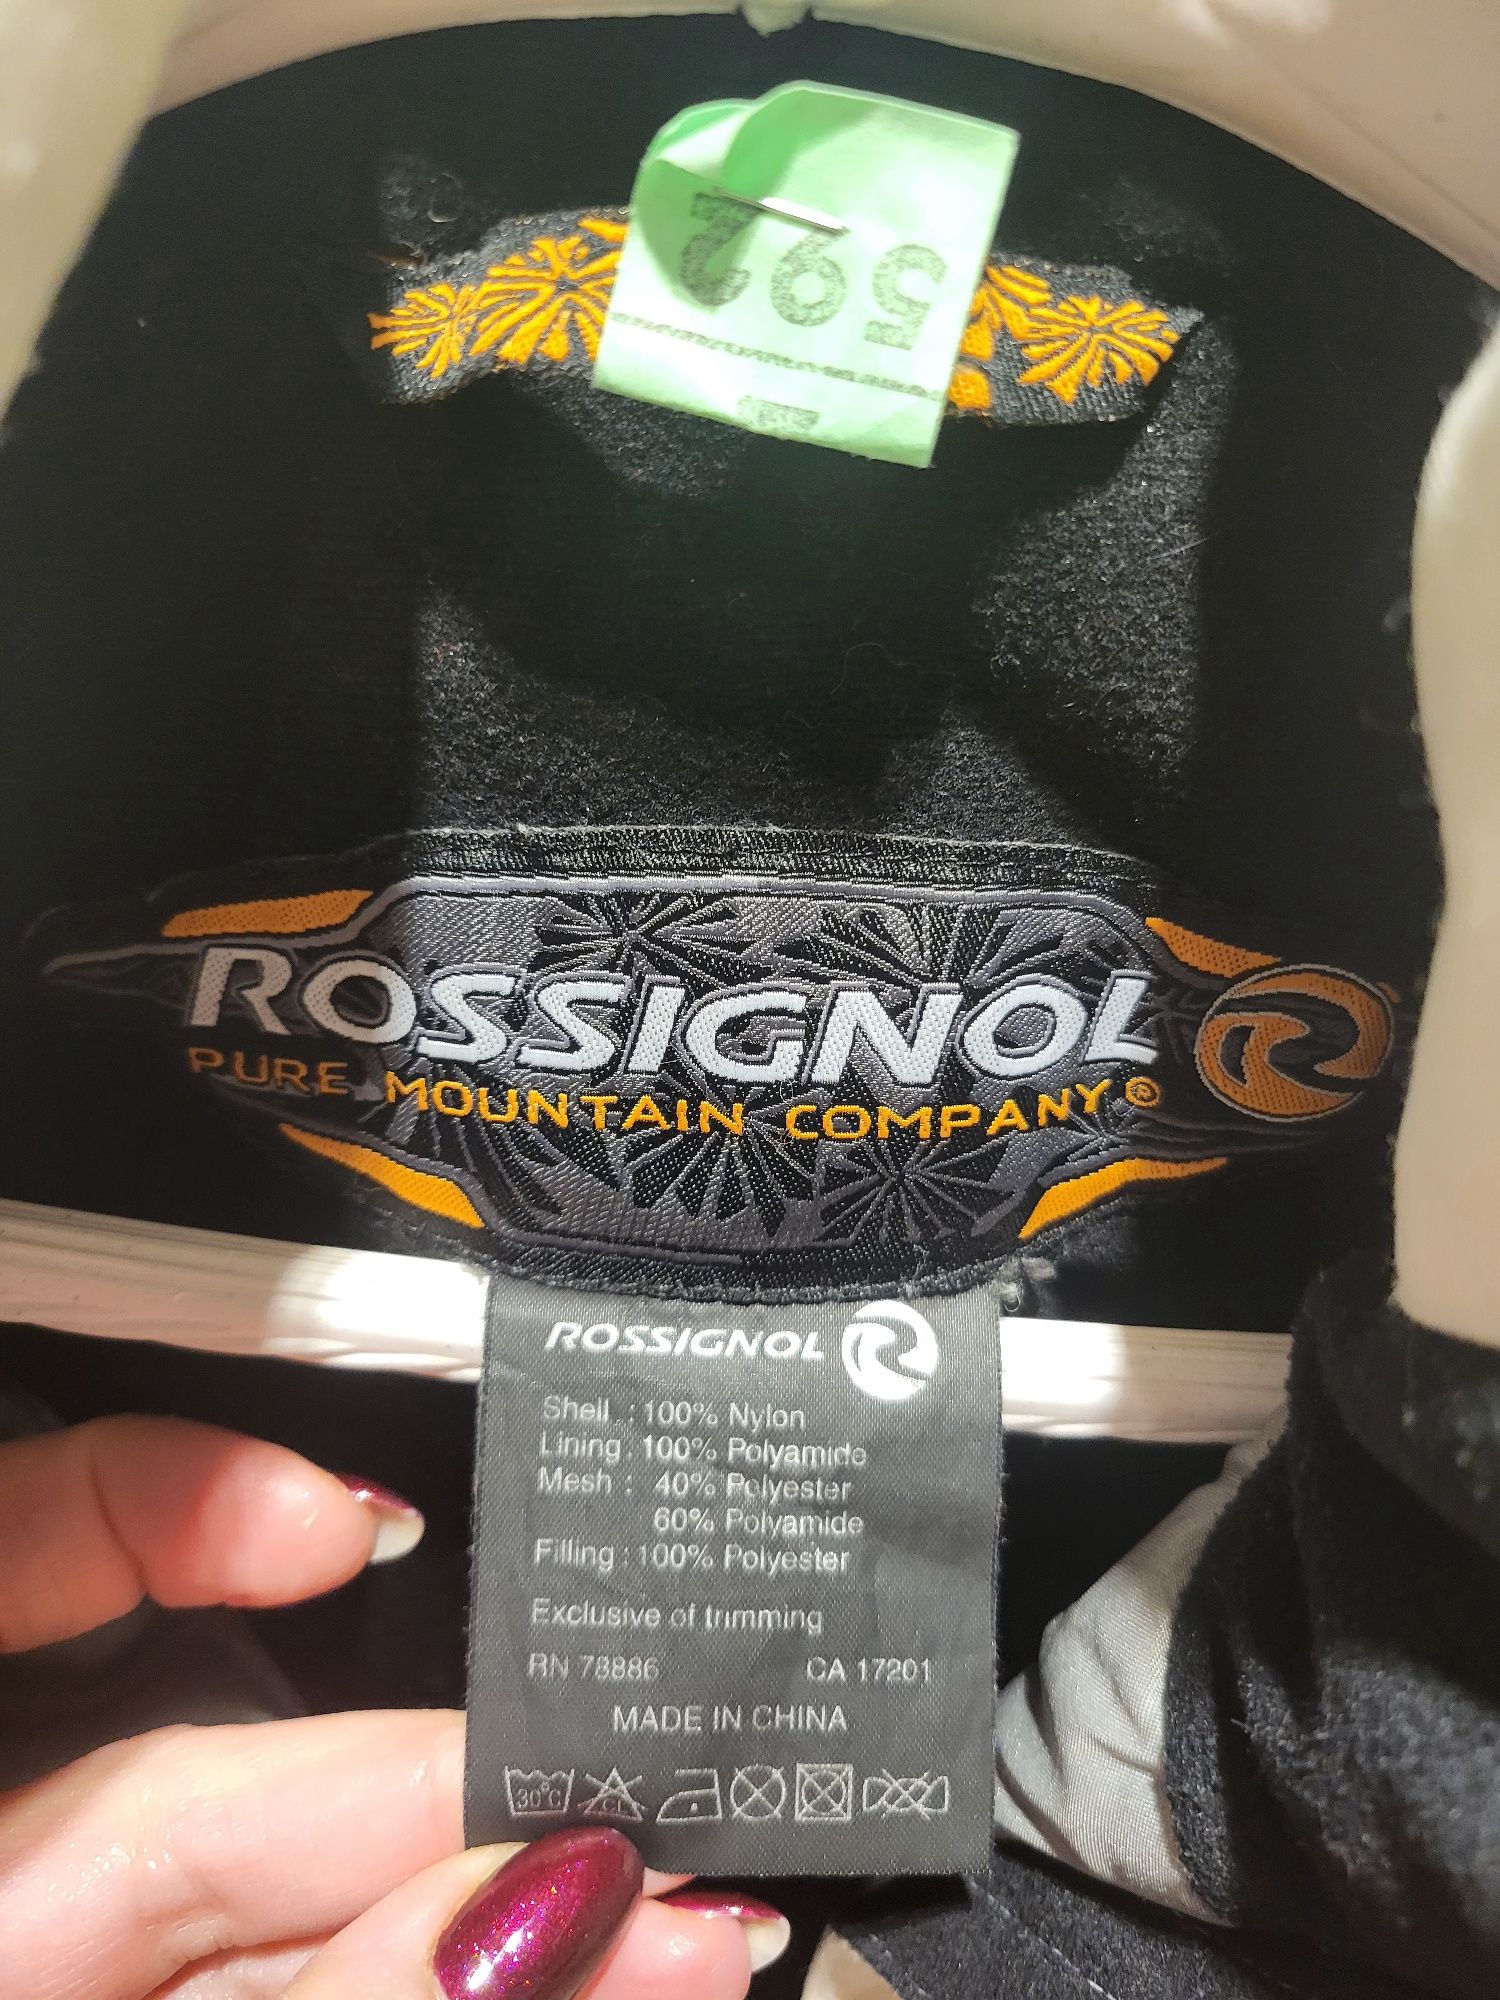 592
ROSSIGNOL
PURE MOUNTAIN COMPANY®
ROSSIGNOL
Shell : 100% Nylon
Lining : 100% Polyamide
Mesh : 40% Polyester
60% Polyamide
Filling : 100% Polyester
Exclusive of trimming
RN 78886 CA 17201
MADE IN CHINA
30°C CL